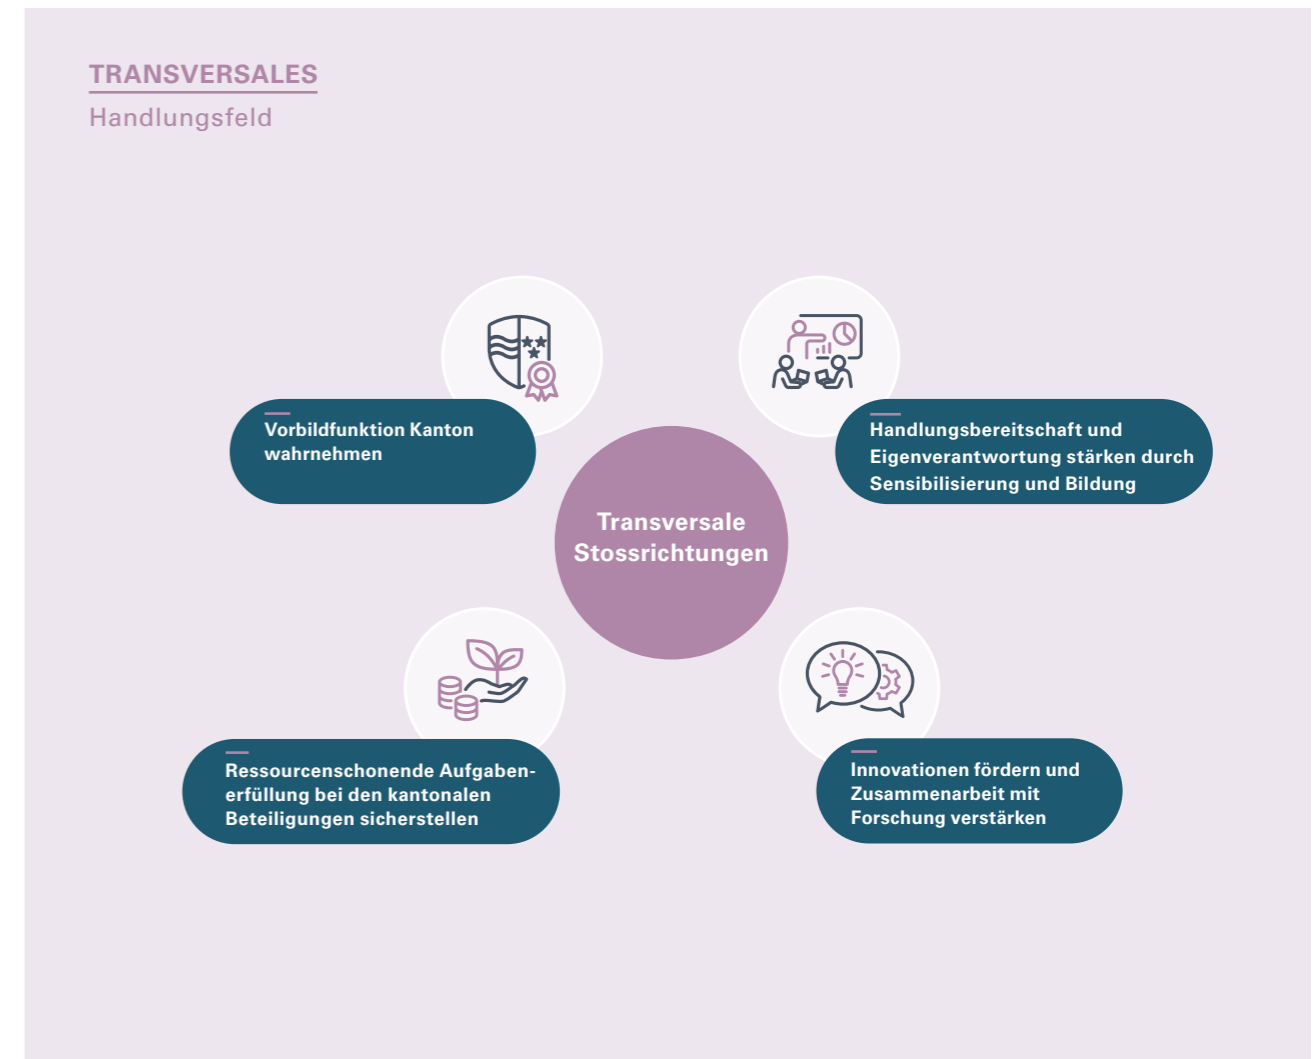 TRANSVERSALES
Handlungsfeld
Vorbildfunktion Kanton
wahrnehmen
Handlungsbereitschaft und
Eigenverantwortung stärken durch
Sensibilisierung und Bildung
Transversale
Stossrichtungen
Ressourcenschonende Aufgaben-
erfüllung bei den kantonalen
Beteiligungen sicherstellen
Innovationen fördern und
Zusammenarbeit mit
Forschung verstärken